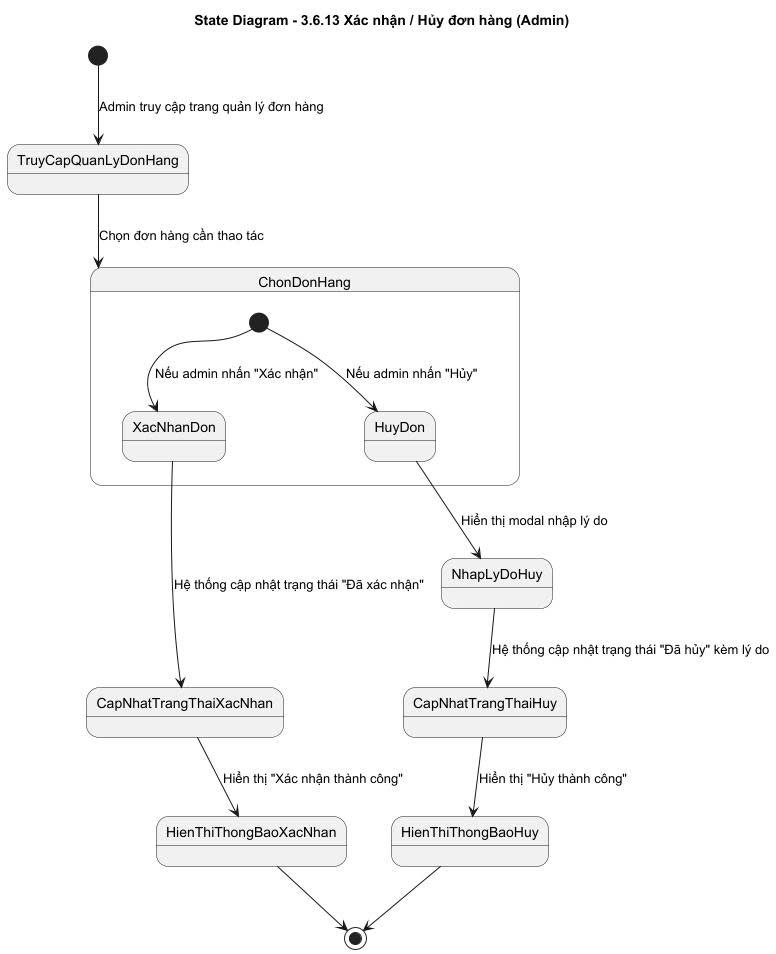 State Diagram - 3.6.13 Xác nhận / Hủy đơn hàng (Admin)
Admin truy cập trang quản lý đơn hàng
TruyCapQuanLyDonHang
Chọn đơn hàng cần thao tác
ChonDonHang
Nếu admin nhấn "Xác nhận"
Nếu admin nhấn "Hủy"
XacNhanDon
HuyDon
Hiển thị modal nhập lý do
NhapLyDoHuy
Hệ thống cập nhật trạng thái "Đã xác nhận"
Hệ thống cập nhật trạng thái "Đã hủy" kèm lý do
CapNhatTrangThaiXacNhan
CapNhatTrangThaiHuy
Hiển thị "Xác nhận thành công"
Hiển thị "Hủy thành công"
HienThiThongBaoXacNhan
HienThiThongBaoHuy